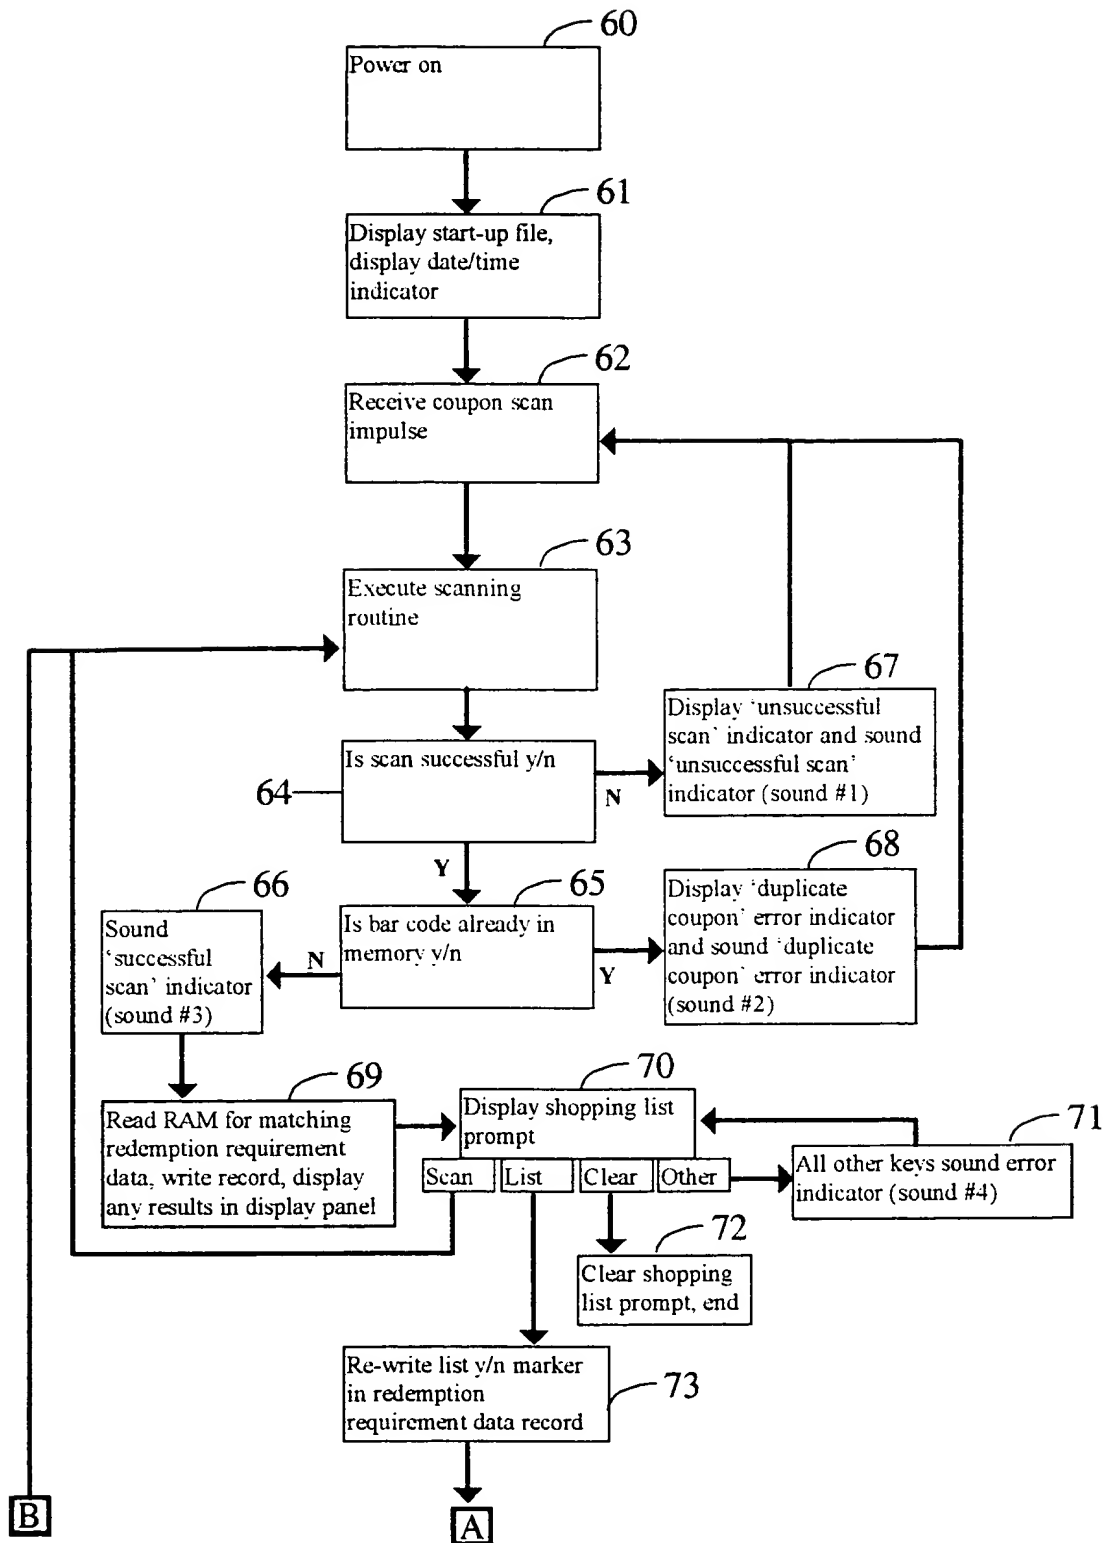 60
Power on
61
Display start-up file,
display date/time
indicator
62
Receive coupon scan
impulse
63
Execute scanning
routine
67
Display 'unsuccessful
scan' indicator and sound
'unsuccessful scan'
indicator (sound #1)
Is scan successful y/n
64
N
Y
68
Display 'duplicate
coupon' error indicator
and sound 'duplicate
coupon' error indicator
(sound #2)
65
Is bar code already in
memory y/n
N
Y
66
Sound
'successful
scan' indicator
(sound #3)
69
Read RAM for matching
redemption requirement
data, write record, display
any results in display panel
70
Display shopping list
prompt
Scan
List
Clear
Other
71
All other keys sound error
indicator (sound #4)
72
Clear shopping
list prompt, end
Re-write list y/n marker
in redemption
requirement data record
73
B
A